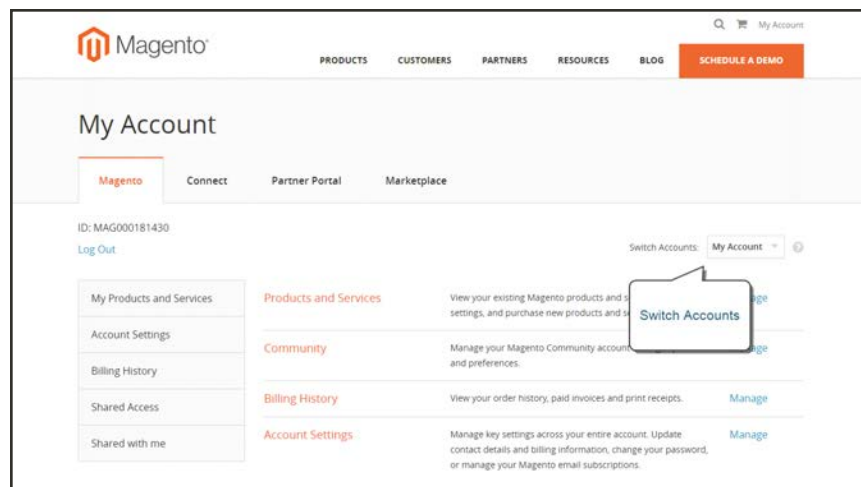 My Account
Magento
PRODUCTS CUSTOMERS PARTNERS RESOURCES BLOG SCHEDULE A DEMO
My Account
Magento Connect Partner Portal Marketplace
ID: MAG000181430
Log Out
Switch Accounts: My Account
Switch Accounts
My Products and Services
Account Settings
Billing History
Shared Access
Shared with me
Products and Services
View your existing Magento products and
settings, and purchase new products and
Community
Manage your Magento Community account
and preferences.
Billing History
View your order history, paid invoices and print receipts.
Manage
Account Settings
Manage key settings across your entire account. Update
contact details and billing information, change your password,
or manage your Magento email subscriptions.
Manage